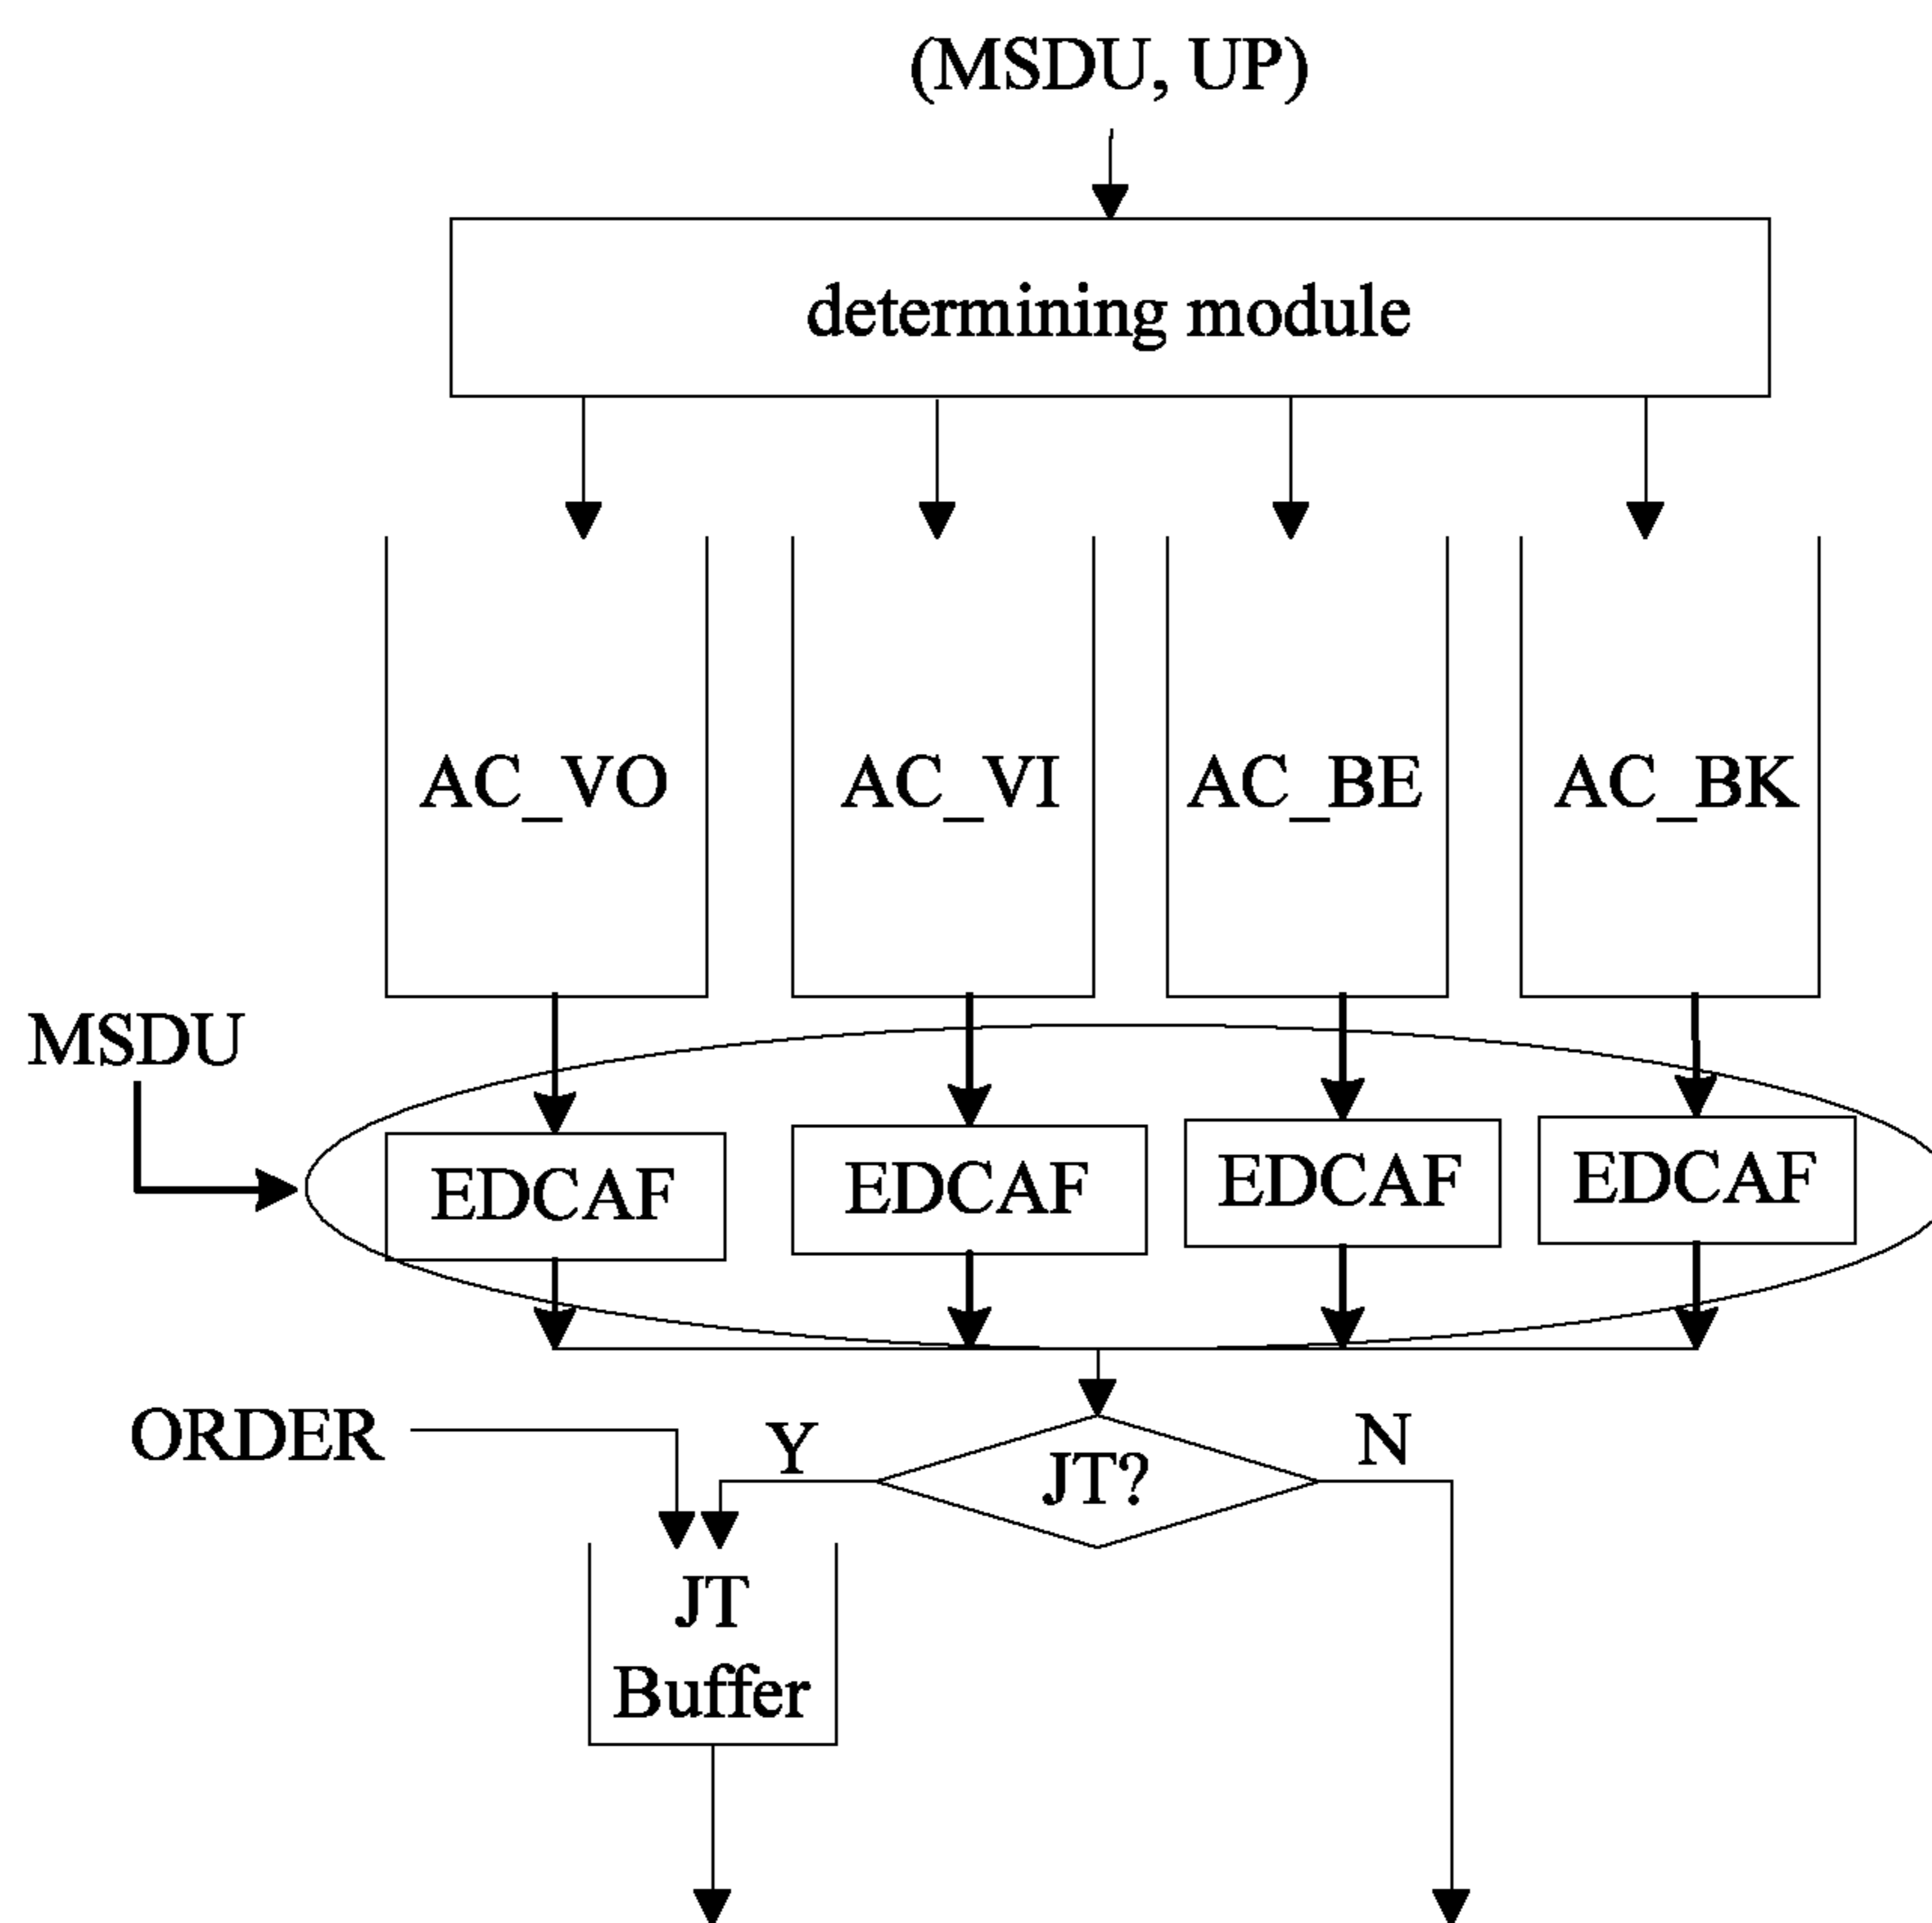 (MSDU, UP)
determining module
AC_VO
AC_VI
AC_BE
AC_BK
MSDU
EDCAF
EDCAF
EDCAF
EDCAF
ORDER
Y
JT?
N
JT
Buffer